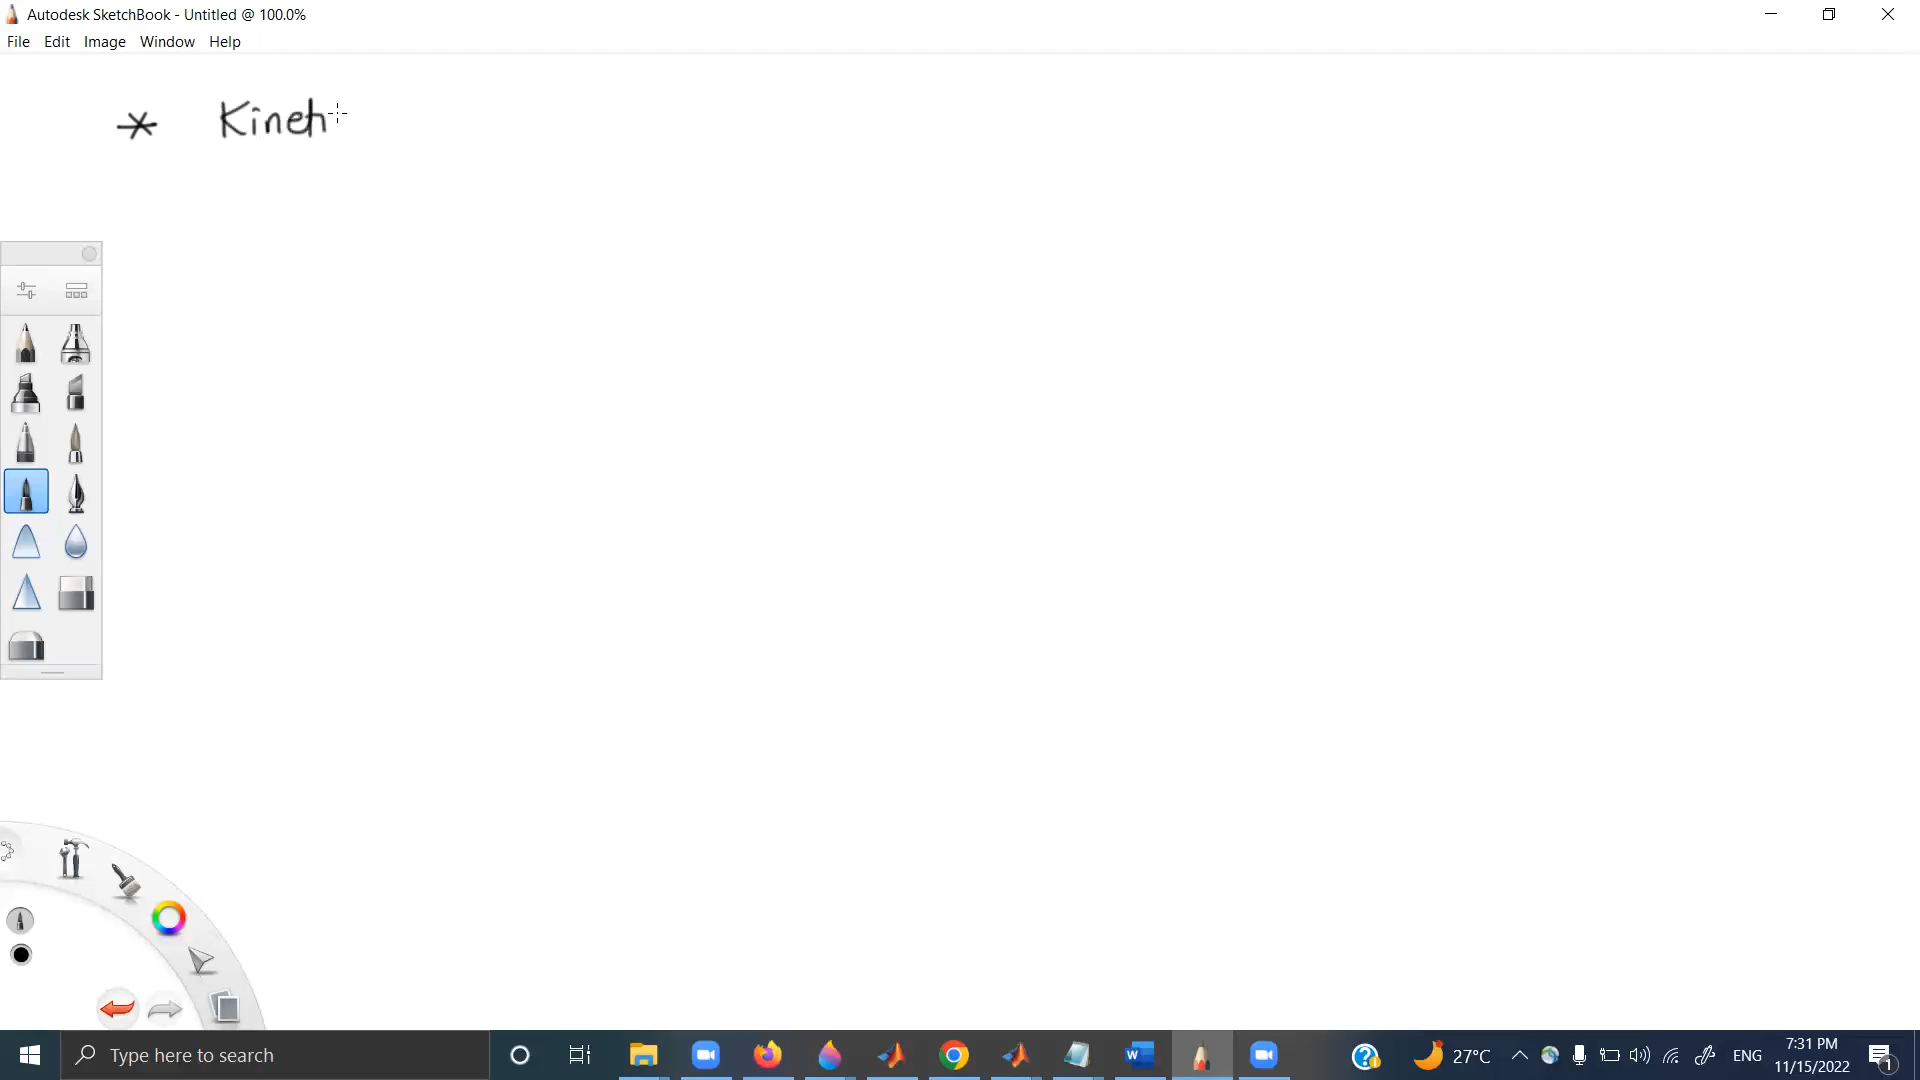 Autodesk SketchBook - Untitled @ 100.0%
File Edit Image Window Help
* Kineh
Type here to search
27°C
ENG
7:31 PM
11/15/2022
1